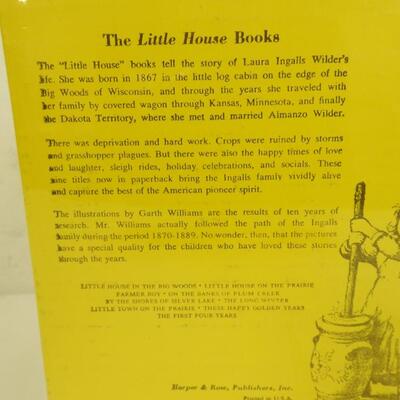 The Little House Books
The "Little House" books tell the story of Laura Ingalls Wilder's
life. She was born in 1867 in the little log cabin on the edge of the
Big Woods of Wisconsin, and through the years she traveled with
her family by covered wagon through Kansas, Minnesota, and finally
the Dakota Territory, where she met and married Almanzo Wilder.
There was deprivation and hard work. Crops were ruined by storms
and grasshopper plagues. But there were also the happy times of love
and laughter, sleigh rides, holiday celebrations, and socials. These
nine titles now in paperback bring the Ingalls family vividly alive
and capture the best of the American pioneer spirit.
The illustrations by Garth Williams are the results of ten years of
research. Mr. Williams actually followed the path of the Ingalls
family during the period 1870-1889. No wonder, then, that the pictures
have a special quality for the children who have loved these stories
through the years.
LITTLE HOUSE IN THE BIG WOODS · LITTLE HOUSE ON THE PRAIRIE
FARMER BOY · ON THE BANKS OF PLUM CREEK
BY THE SHORES OF SILVER LAKE · THE LONG WINTER
LITTLE TOWN ON THE PRAIRIE · THESE HAPPY GOLDEN YEARS
THE FIRST FOUR YEARS
Harper & Row, Publishers, Inc.
Printed in U.S.A.